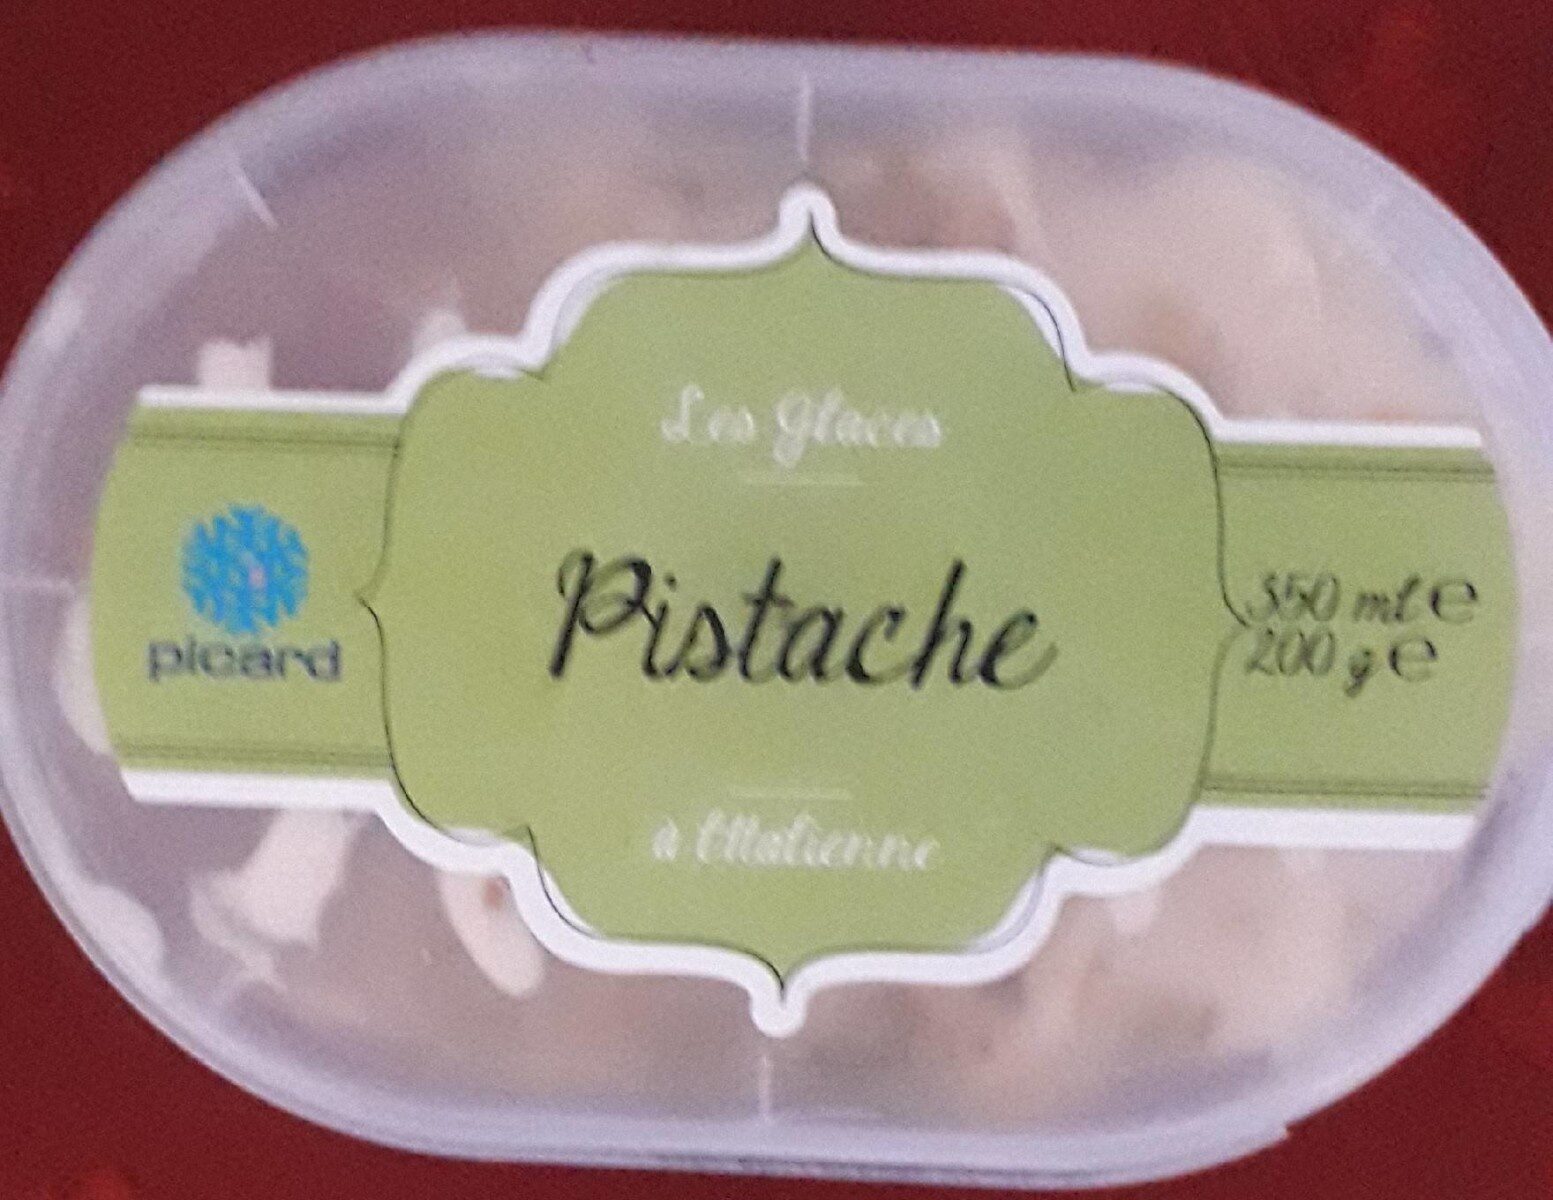 Les Glaces
Pistache
à l'Italienne
picard
350 ml e
200 g e